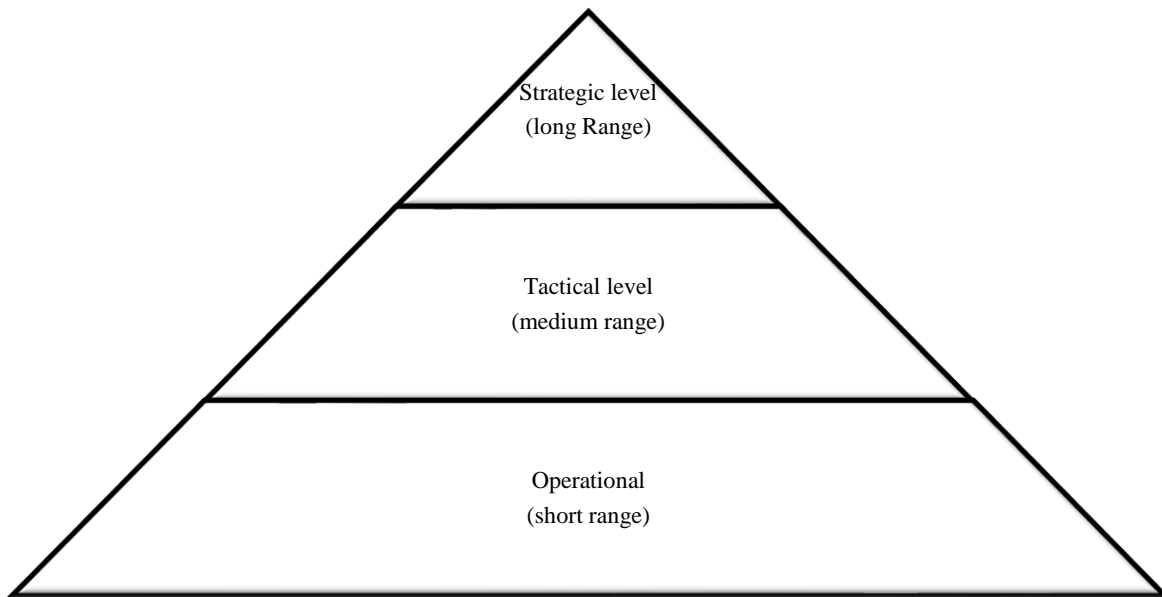 Strategic level
(long Range)
Tactical level
(medium range)
Operational
(short range)